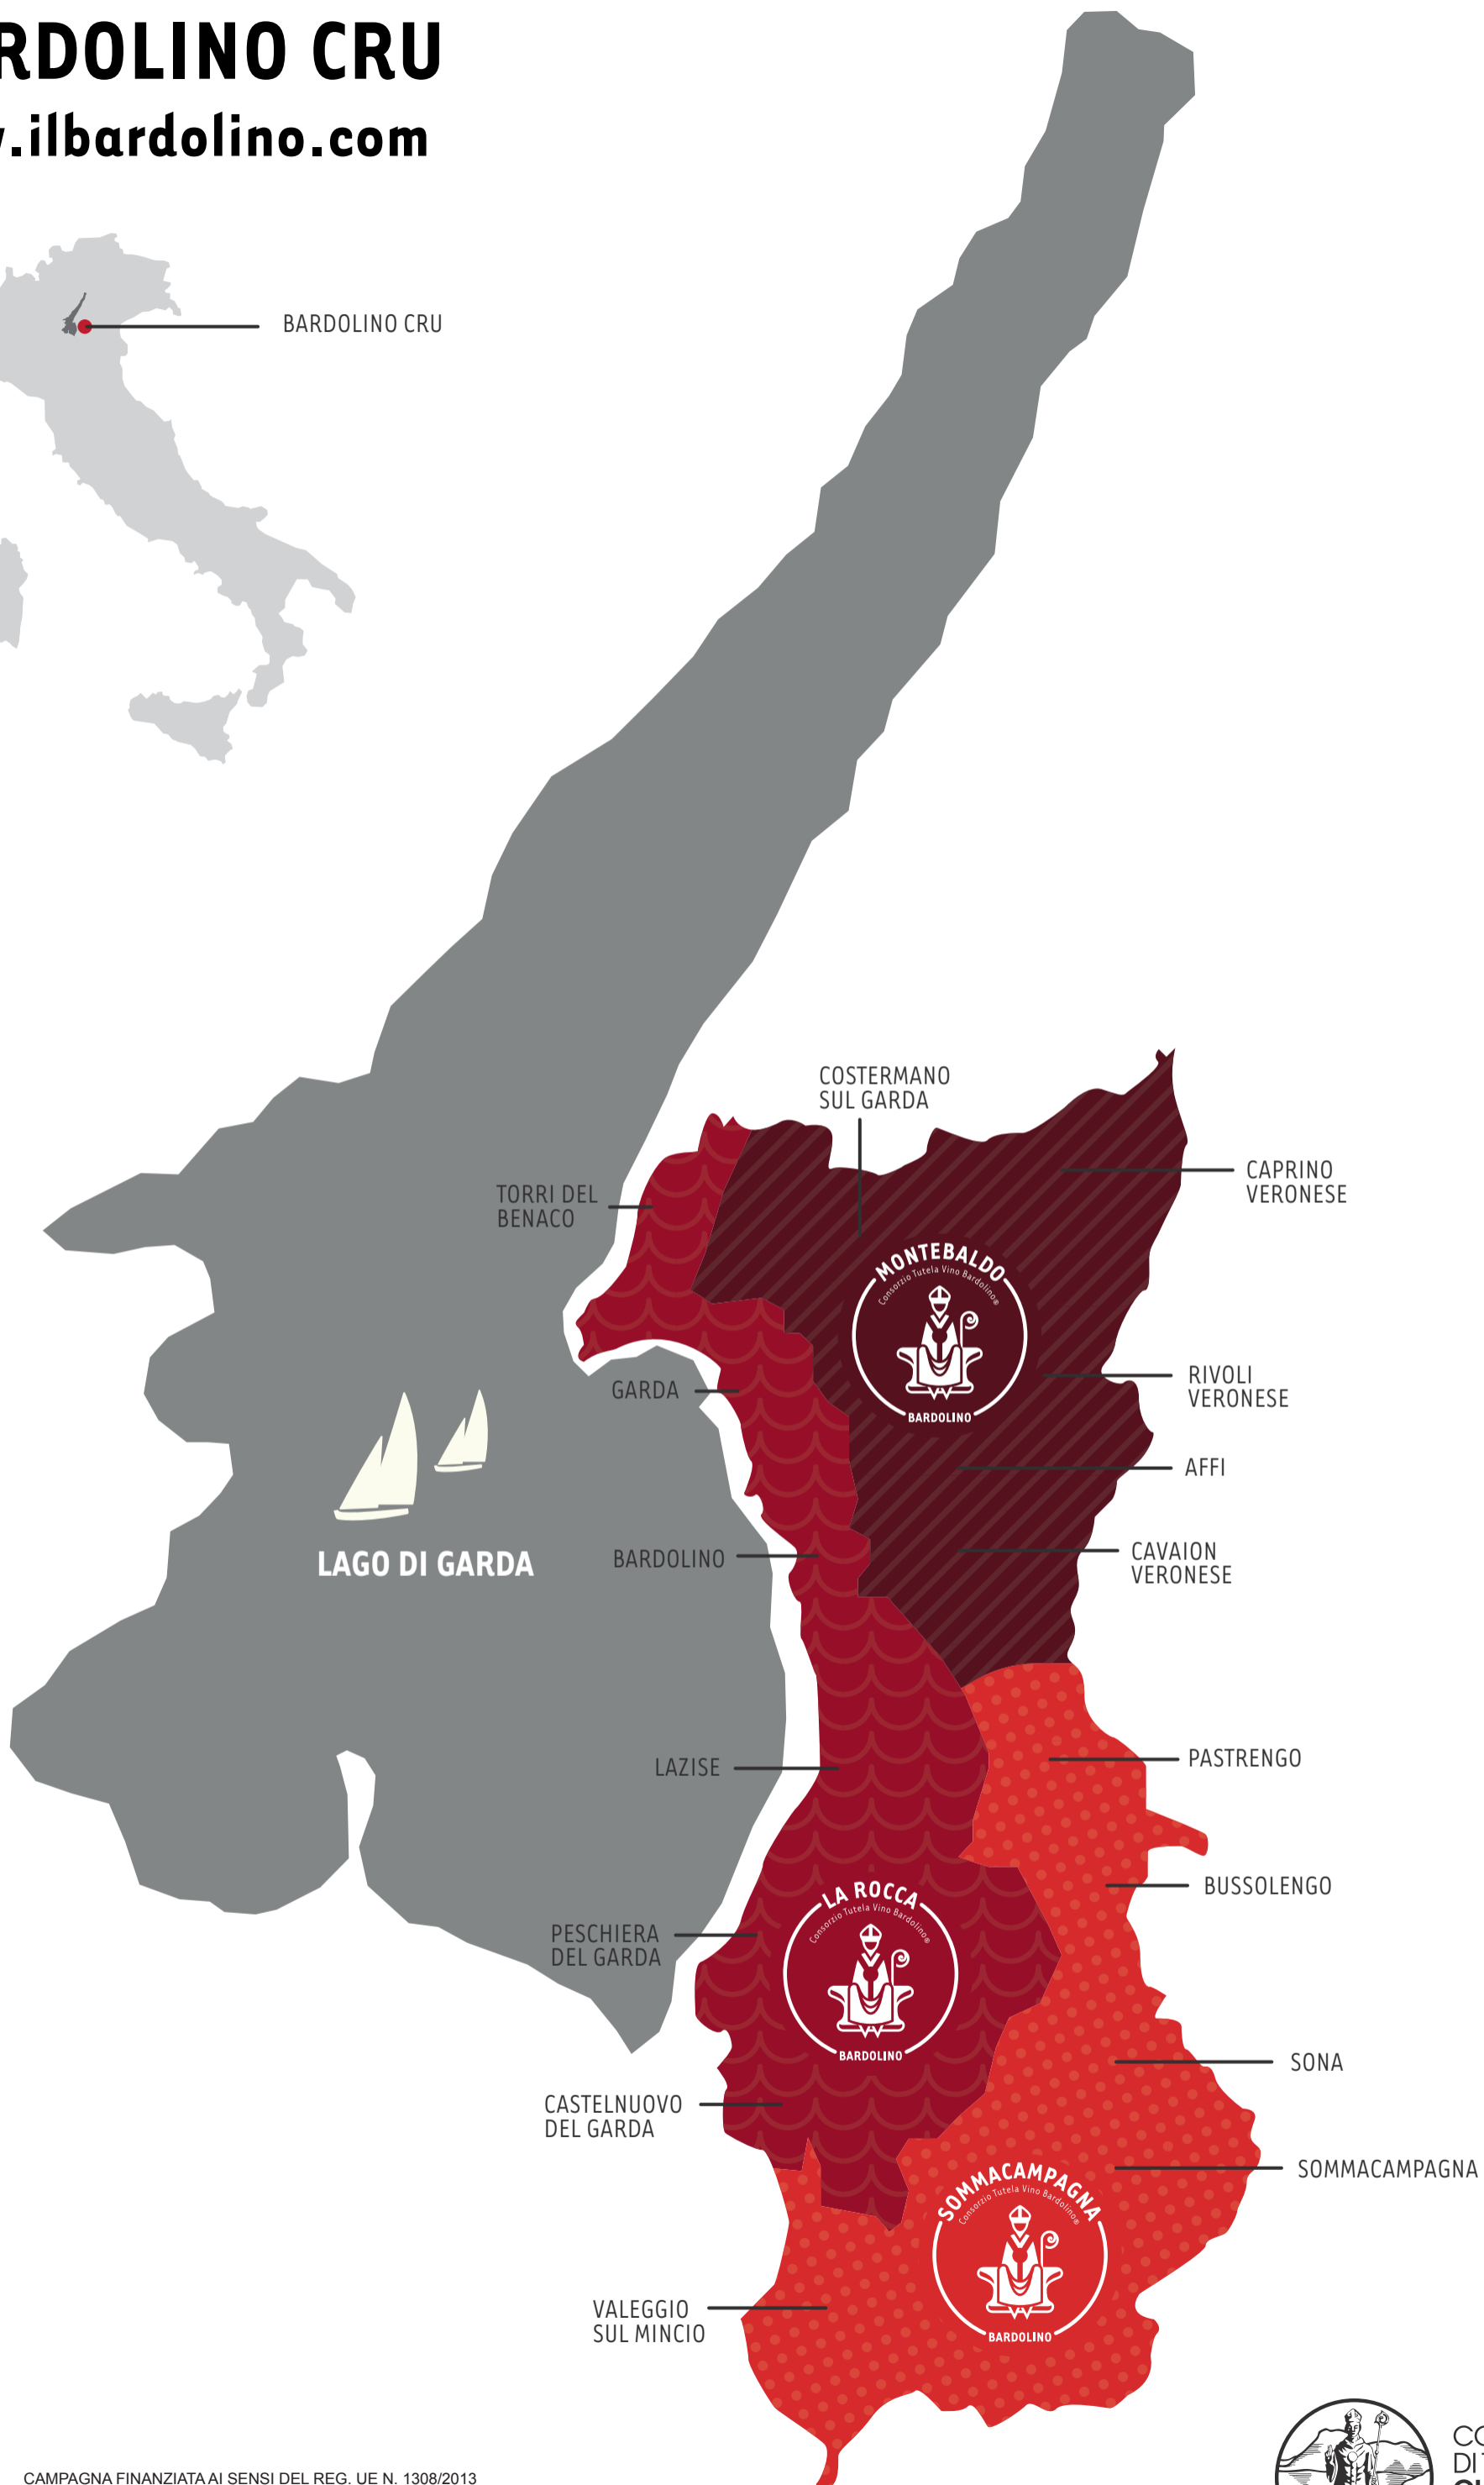 RDOLINO CRU
.ilbardolino.com
BARDOLINO CRU
COSTERMANO
SUL GARDA
CAPRINO
VERONESE
TORRI DEL
BENACO
MONTEBALDO
Consorzio Tutela Vino Bardolino®
BARDOLINO
RIVOLI
VERONESE
GARDA
AFFI
LAGO DI GARDA
BARDOLINO
CAVAION
VERONESE
LAZISE
PASTRENGO
BUSSOLENGO
LA ROCCA
Consorzio Tutela Vino Bardolino®
BARDOLINO
PESCHIERA
DEL GARDA
SONA
CASTELNUOVO
DEL GARDA
SOMMACAMPAGNA
SOMMACAMPAGNA
Consorzio Tutela Vino Bardolino®
BARDOLINO
VALEGGIO
SUL MINCIO
CO
DI
CAMPAGNA FINANZIATA AI SENSI DEL REG. UE N. 1308/2013